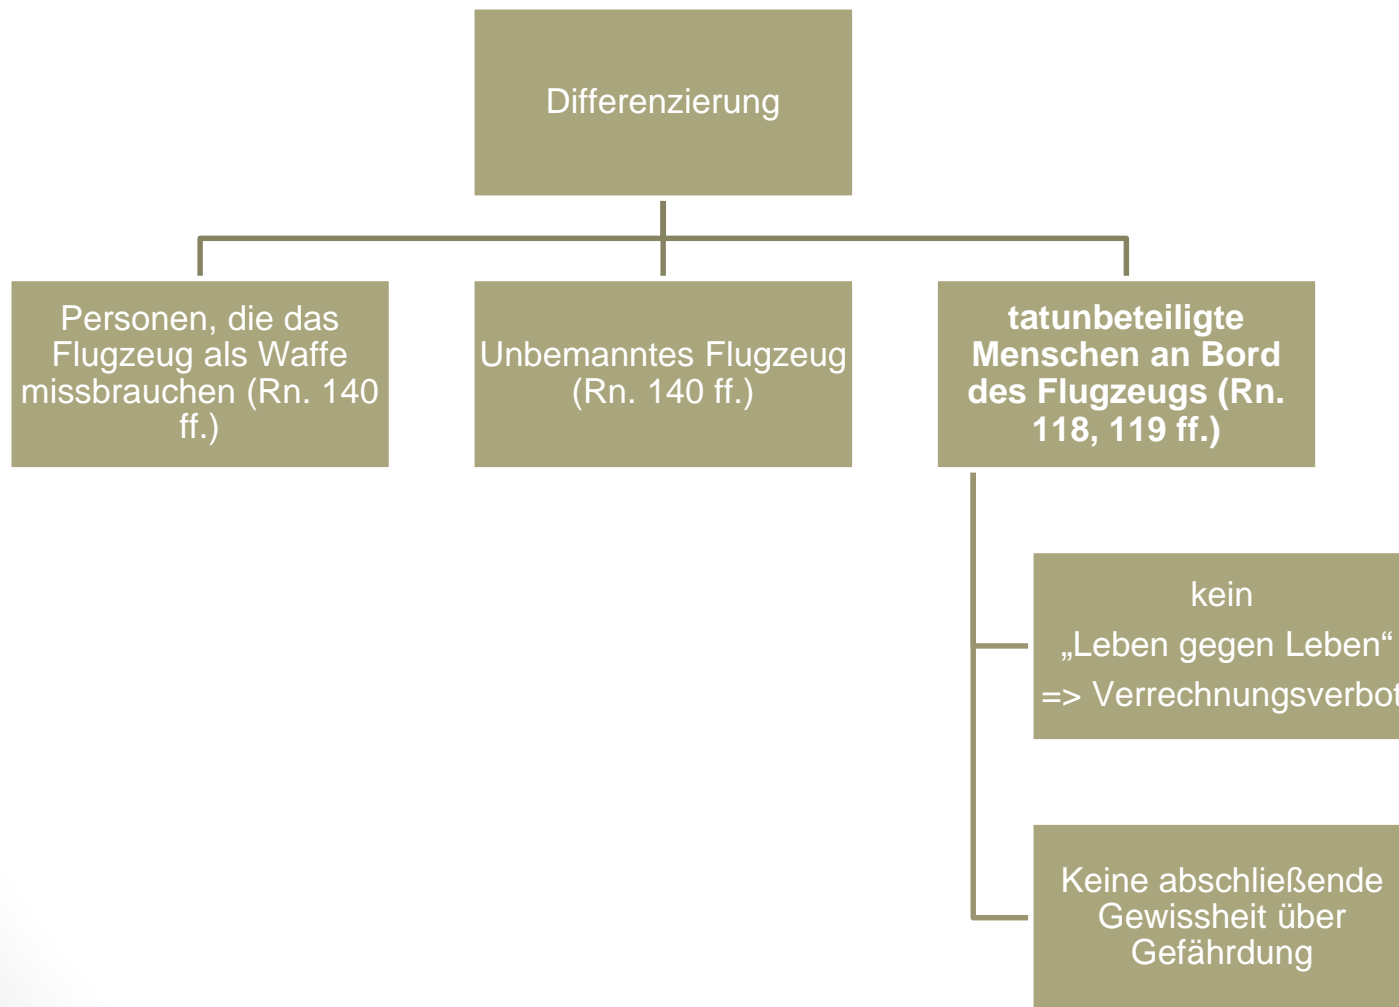 Differenzierung
Personen, die das
Flugzeug als Waffe
missbrauchen (Rn. 140
ff.)
Unbemanntes Flugzeug
(Rn. 140 ff.)
tatunbeteiligte
Menschen an Bord
des Flugzeugs (Rn.
118, 119 ff.)
kein
„Leben gegen Leben“
=> Verrechnungsverbot
Keine abschließende
Gewissheit über
Gefährdung